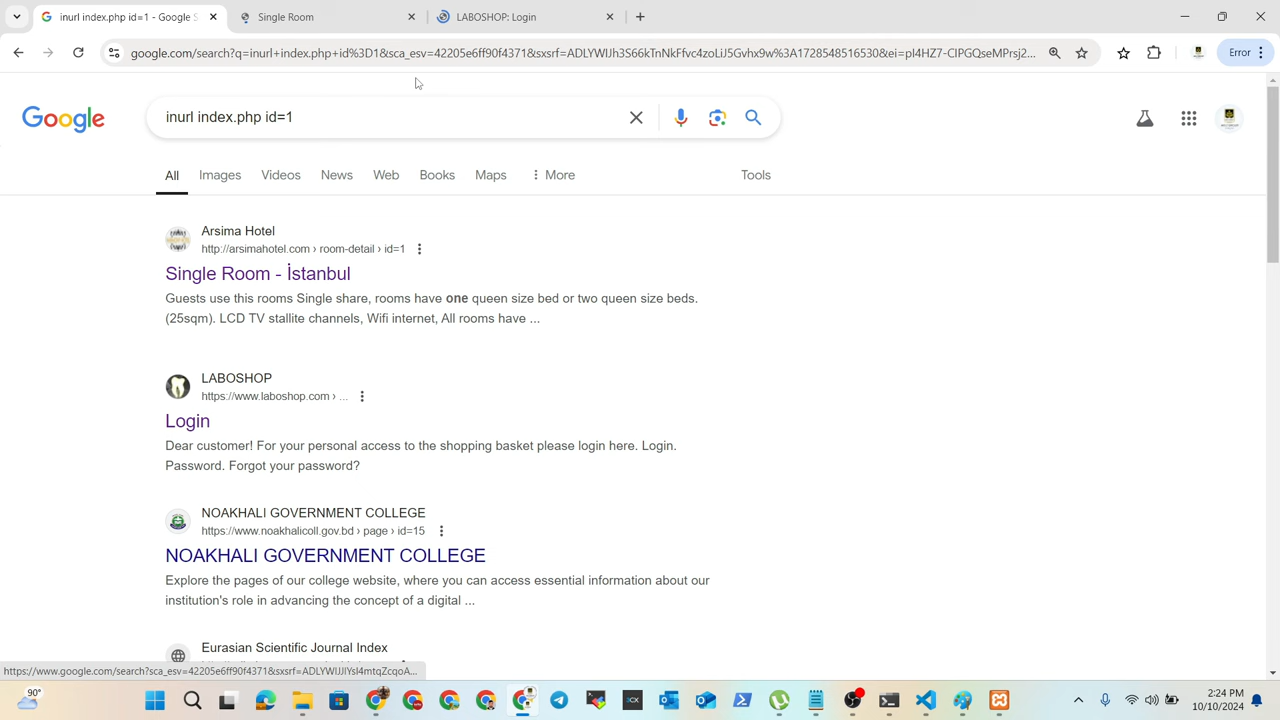 inurl index.php id=1 - Google S
Single Room
LABOSHOP: Login
google.com/search?q=inurl+index.php+id%3D1&sca_esv=42205e6ff90f4371&sxsrf=ADLYWIJh3S66kTnNkFfvc4zoLiJ5Gvhx9w%3A1728548516530&ei=pI4HZ7-CIPGQseMPrsj2...
Error
Google
inurl index.php id=1
All
Images
Videos
News
Web
Books
Maps
More
Tools
Arsima Hotel
http://arsimahotel.com › room-detail › id=1
Single Room - İstanbul
Guests use this rooms Single share, rooms have one queen size bed or two queen size beds.
(25sqm). LCD TV stallite channels, Wifi internet, All rooms have ...
LABOSHOP
https://www.laboshop.com › ...
Login
Dear customer! For your personal access to the shopping basket please login here. Login.
Password. Forgot your password?
NOAKHALI GOVERNMENT COLLEGE
https://www.noakhalicoll.gov.bd › page › id=15
NOAKHALI GOVERNMENT COLLEGE
Explore the pages of our college website, where you can access essential information about our
institution's role in advancing the concept of a digital ...
Eurasian Scientific Journal Index
90°
2:24 PM
10/10/2024